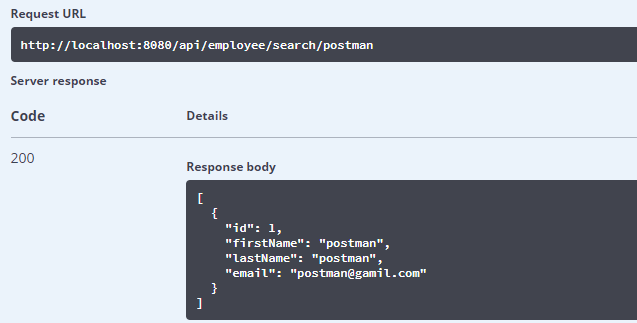 Request URL
http://localhost:8080/api/employee/search/postman
Server response
Code Details
200
Response body
[
{
"id": 1,
"firstName": "postman",
"lastName": "postman",
"email": "postman@gamil.com"
}
]